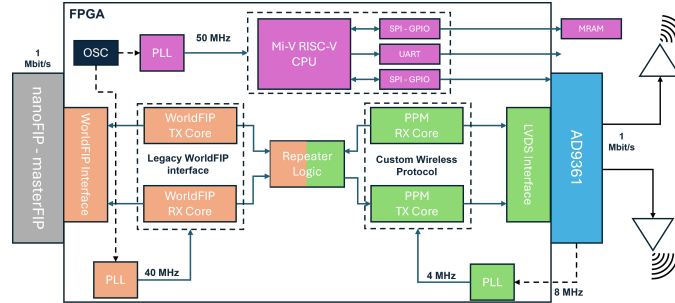 FPGA
1
Mbit/s
OSC
PLL
50 MHz
Mi-V RISC-V
CPU
SPI - GPIO
UART
SPI - GPIO
MRAM
nanoFIP - masterFIP
WorldFIP Interface
WorldFIP
TX Core
Legacy WorldFIP
interface
WorldFIP
RX Core
Repeater
Logic
PPM
RX Core
Custom Wireless
Protocol
PPM
TX Core
LVDS Interface
AD9361
1
Mbit/s
PLL
40 MHz
4 MHz
PLL
8 MHz